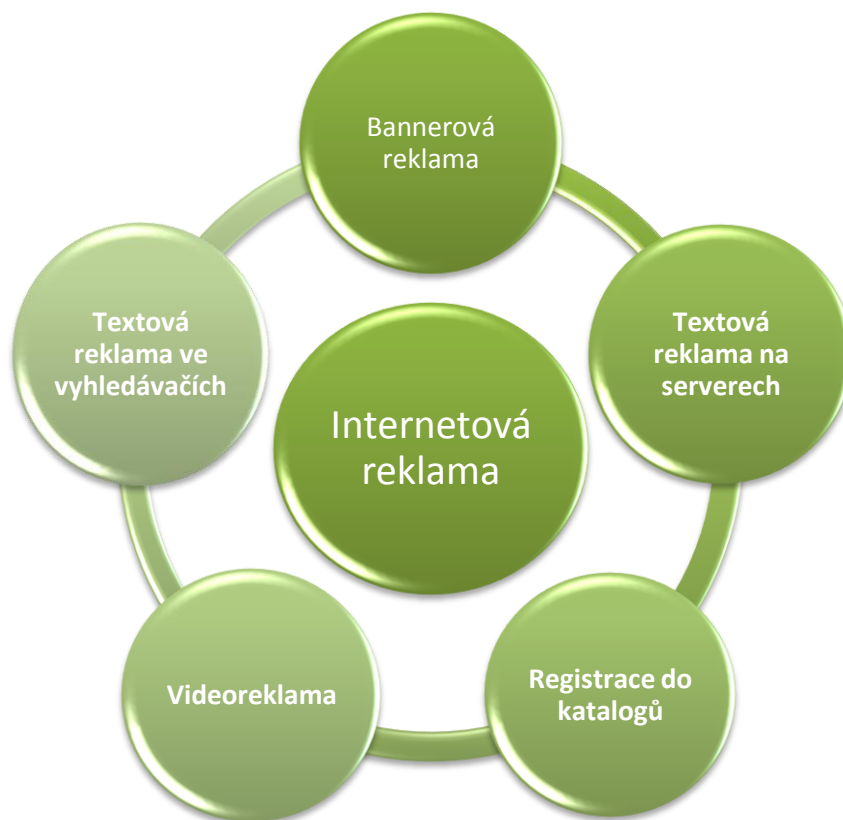 Bannerová
reklama
Textová
reklama na
serverech
Registrace do
katalogů
Videoreklama
Textová
reklama ve
vyhledávačích
Internetová
reklama